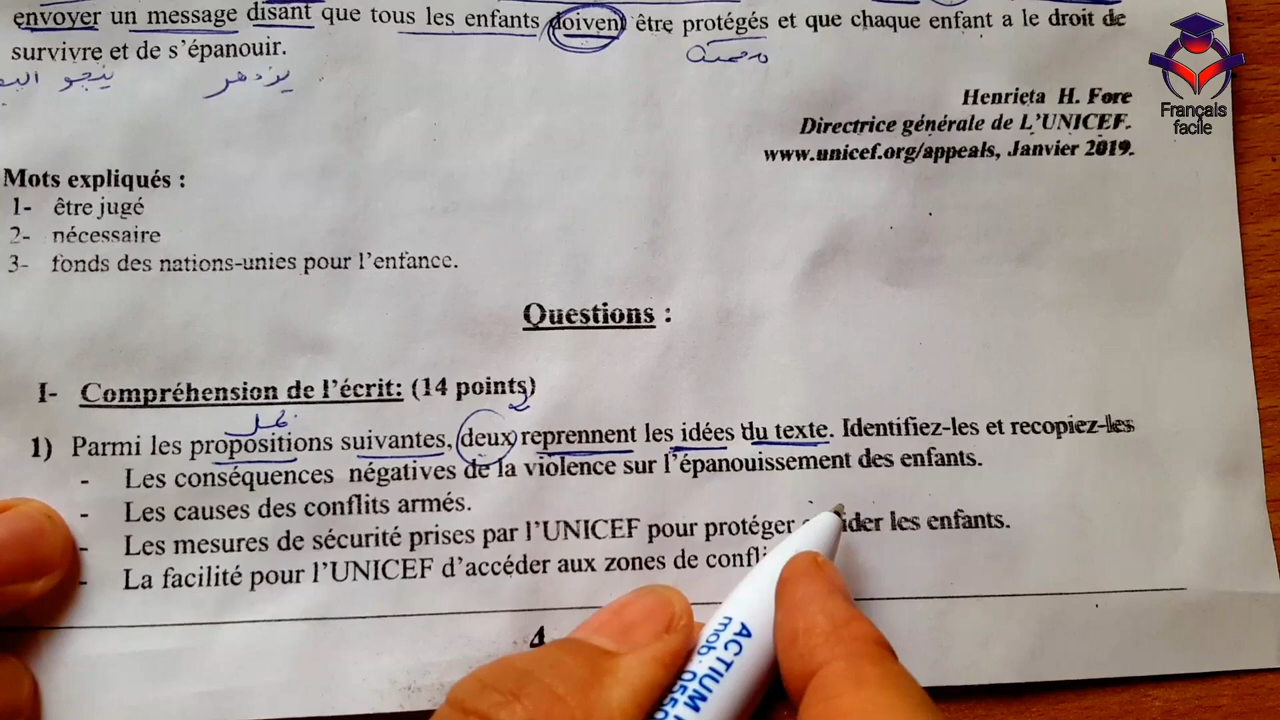 envoyer un message disant que tous les enfants doivent être protégés et que chaque enfant a le droit de
survivre et de s'épanouir.
يزدهر
Français
facile
Henrieta H. Fore
Directrice générale de L'UNICEF.
www.unicef.org/appeals, Janvier 2019.
Mots expliqués :
1- être jugé
2- nécessaire
3- fonds des nations-unies pour l'enfance.
Questions :
I- Compréhension de l'écrit: (14 points)
1) Parmi les propositions suivantes, deux reprennent les idées du texte. Identifiez-les et recopiez-les
- Les conséquences négatives de la violence sur l'épanouissement des enfants.
- Les causes des conflits armés.
- Les mesures de sécurité prises par l'UNICEF pour protéger les enfants.
- La facilité pour l'UNICEF d'accéder aux zones de
4
ACTIUM
mob. 0550